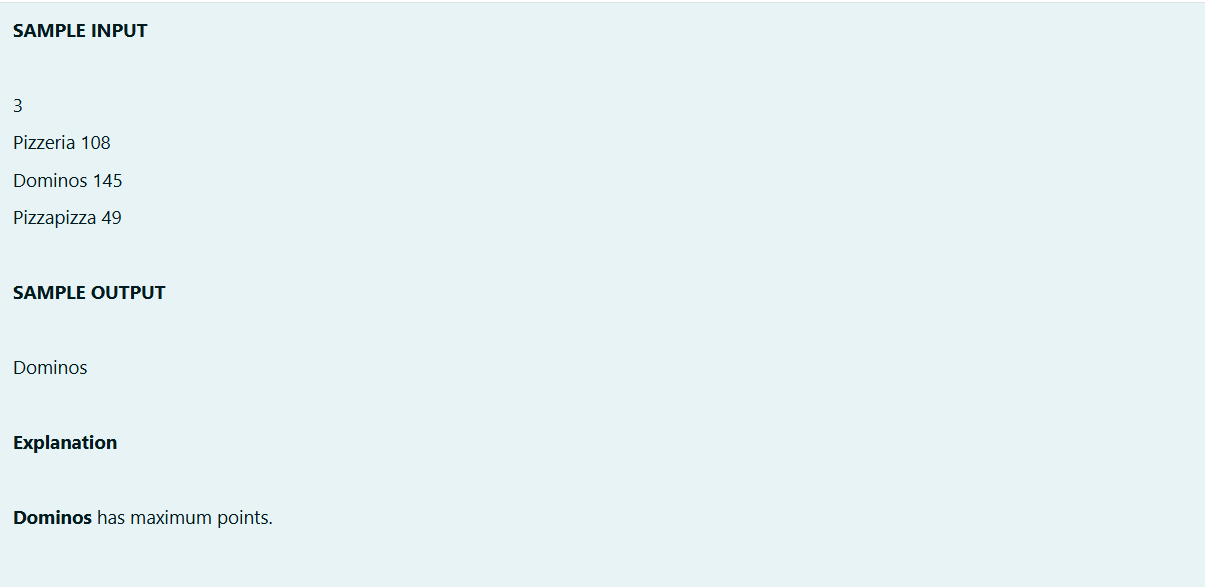 SAMPLE INPUT
3
Pizzeria 108
Dominos 145
Pizzapizza 49
SAMPLE OUTPUT
Dominos
Explanation
Dominos has maximum points.